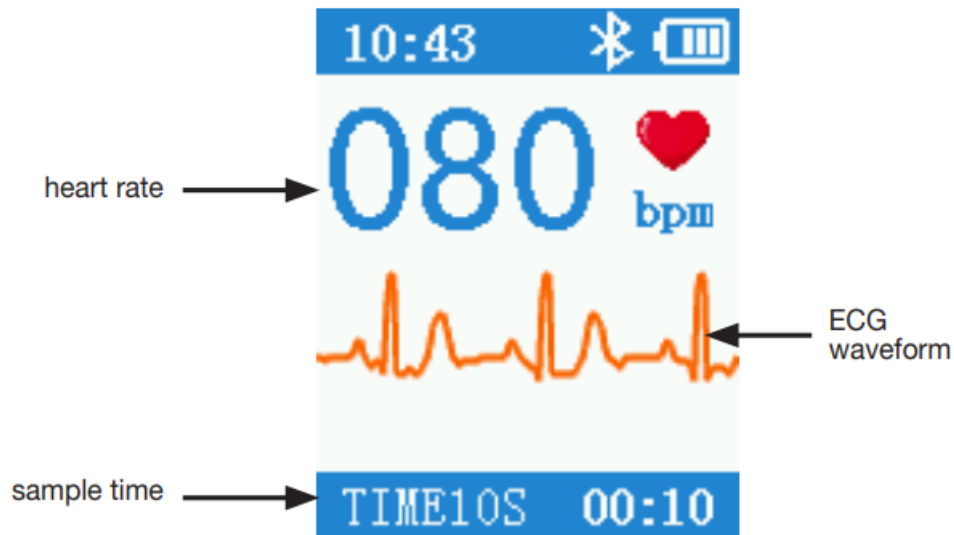 10:43
080
heart rate
bpm
ECG
waveform
sample time
TIME10S 00:10